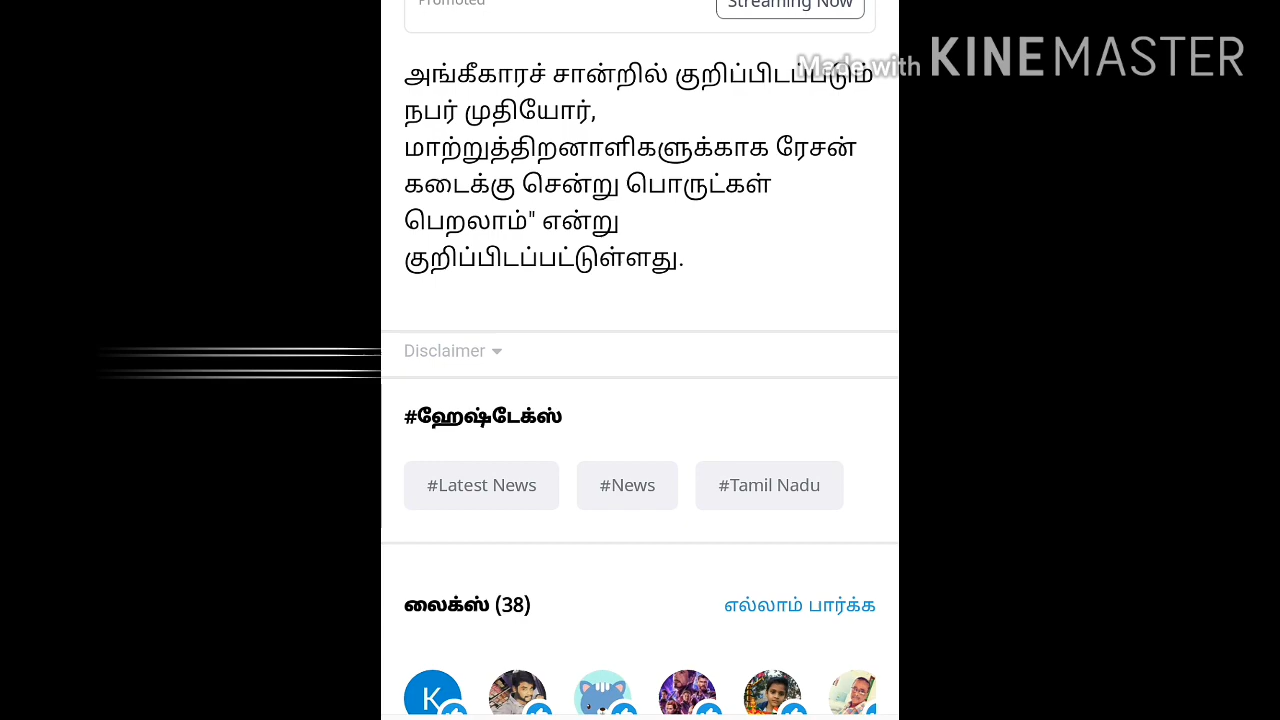 Promoted
Streaming Now
Made with KINEMASTER
அங்கீகாரச் சான்றில் குறிப்பிடப்படும்
நபர் முதியோர்,
மாற்றுத்திறனாளிகளுக்காக ரேசன்
கடைக்கு சென்று பொருட்கள்
பெறலாம்" என்று
குறிப்பிடப்பட்டுள்ளது.
Disclaimer
#ஹேஷ்டேக்ஸ்
#Latest News #News #Tamil Nadu
லைக்ஸ் (38) எல்லாம் பார்க்க
K